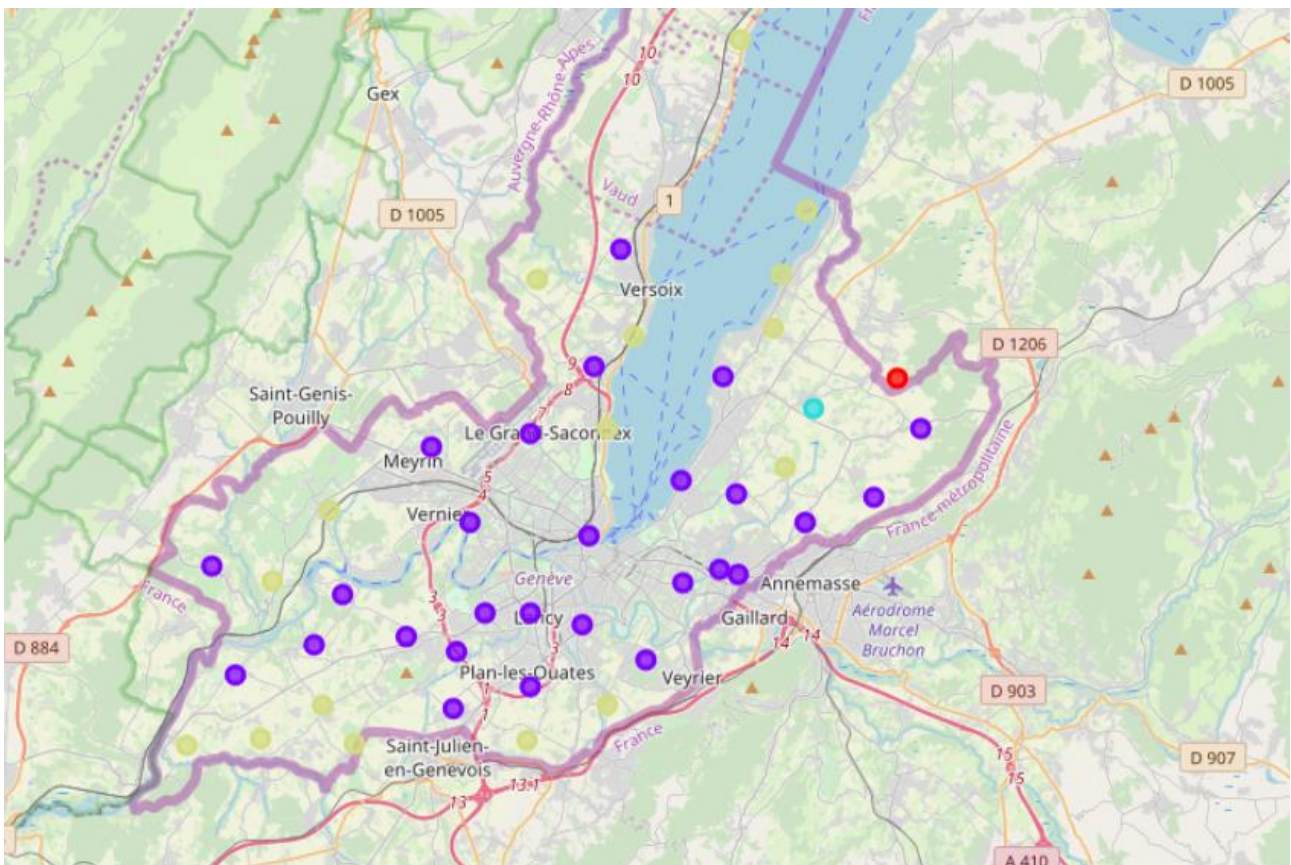 10
10
D 1005
Gex
Auvergne-Rhône-Alpes
Vaud
1
D 1005
Versoix
D 1206
9
8
7
Saint-Genis-
Pouilly
Le Grand-Saconnex
Meyrin
5
4
Vernier
France-métropolitaine
France
Genève
3
3
Annemasse
Lancy
Gaillard
Aérodrome
Marcel
Bruchon
14
14
3
D 884
Plan-les-Ouates
Veyrier
1
1
D 903
France
Saint-Julien-
en-Genevois
13.1
13
15
15
D 907
A 410